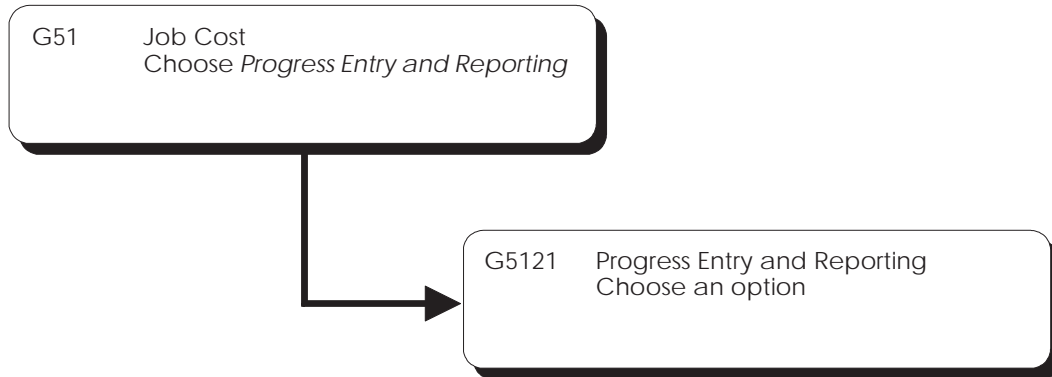 G51 Job Cost
Choose Progress Entry and Reporting
G5121 Progress Entry and Reporting
Choose an option